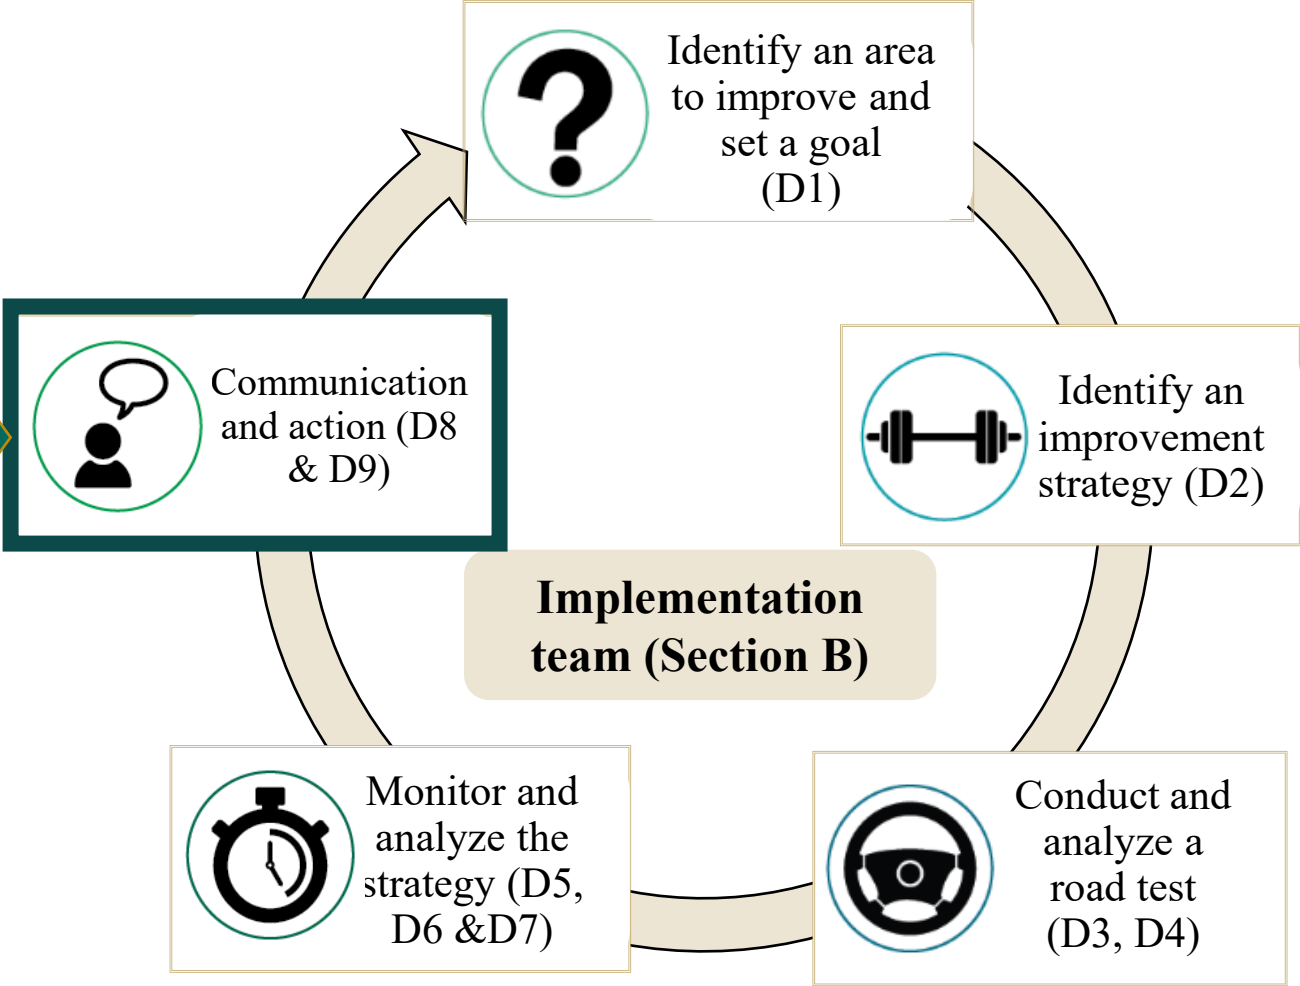 Identify an area
to improve and
set a goal
(D1)
Identify an
improvement
strategy (D2)
Conduct and
analyze a
road test
(D3, D4)
Monitor and
analyze the
strategy (D5,
D6 &D7)
Communication
and action (D8
& D9)
Implementation
team (Section B)